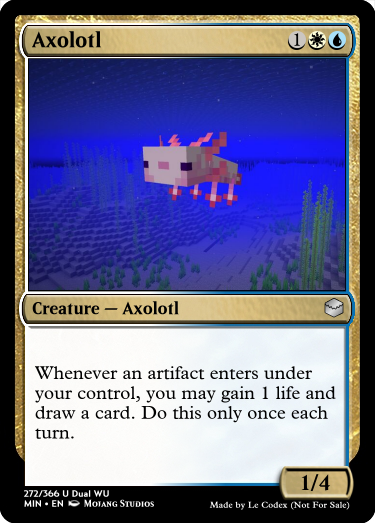 Axolotl 1
Creature — Axolotl
Whenever an artifact enters under
your control, you may gain 1 life and
draw a card. Do this only once each
turn.
1/4
272/366 U Dual WU
MIN • EN Mojang Studios
Made by Le Codex (Not For Sale)